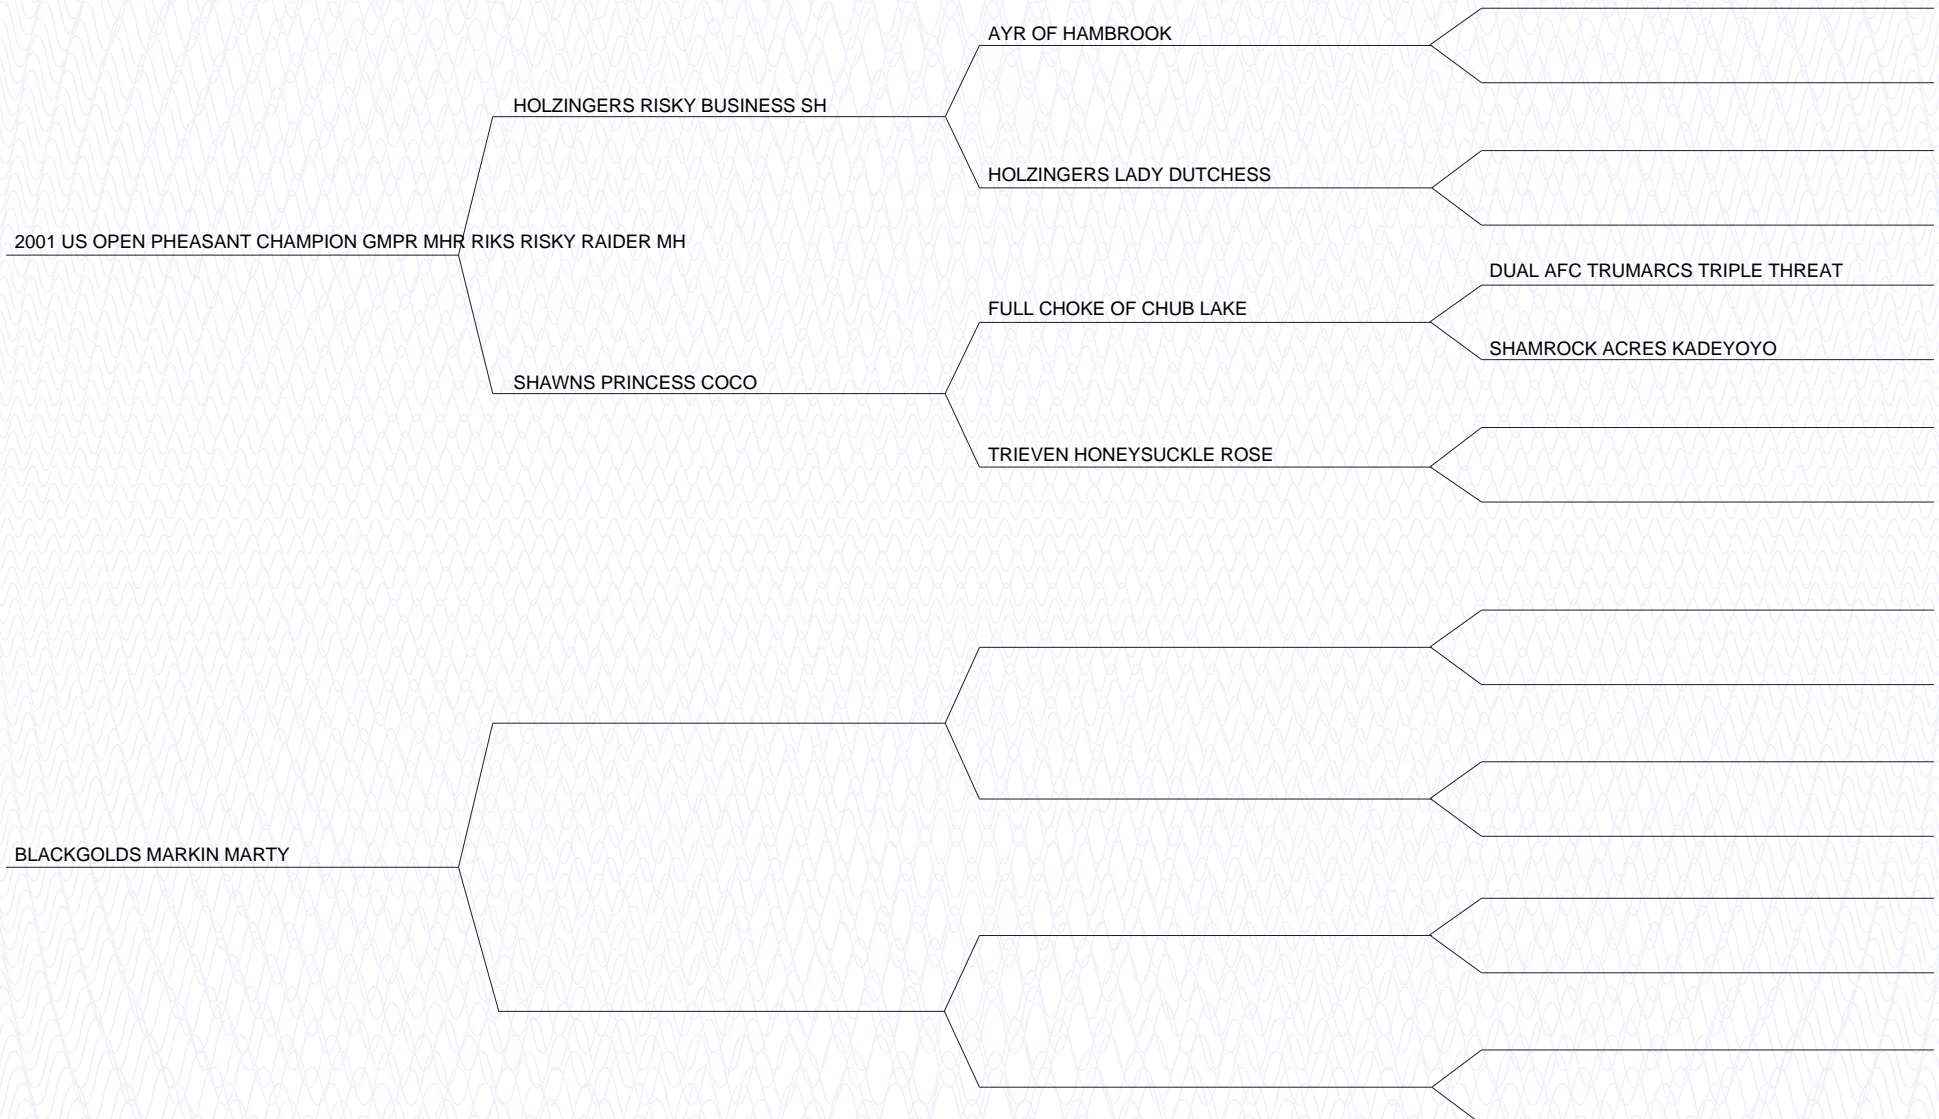 AYR OF HAMBROOK
HOLZINGERS RISKY BUSINESS SH
HOLZINGERS LADY DUTCHESS
2001 US OPEN PHEASANT CHAMPION GMPR MHR RIKS RISKY RAIDER MH
DUAL AFC TRUMARCS TRIPLE THREAT
FULL CHOKE OF CHUB LAKE
SHAMROCK ACRES KADEYOYO
SHAWNS PRINCESS COCO
TRIEVEN HONEYSUCKLE ROSE
BLACKGOLDS MARKIN MARTY